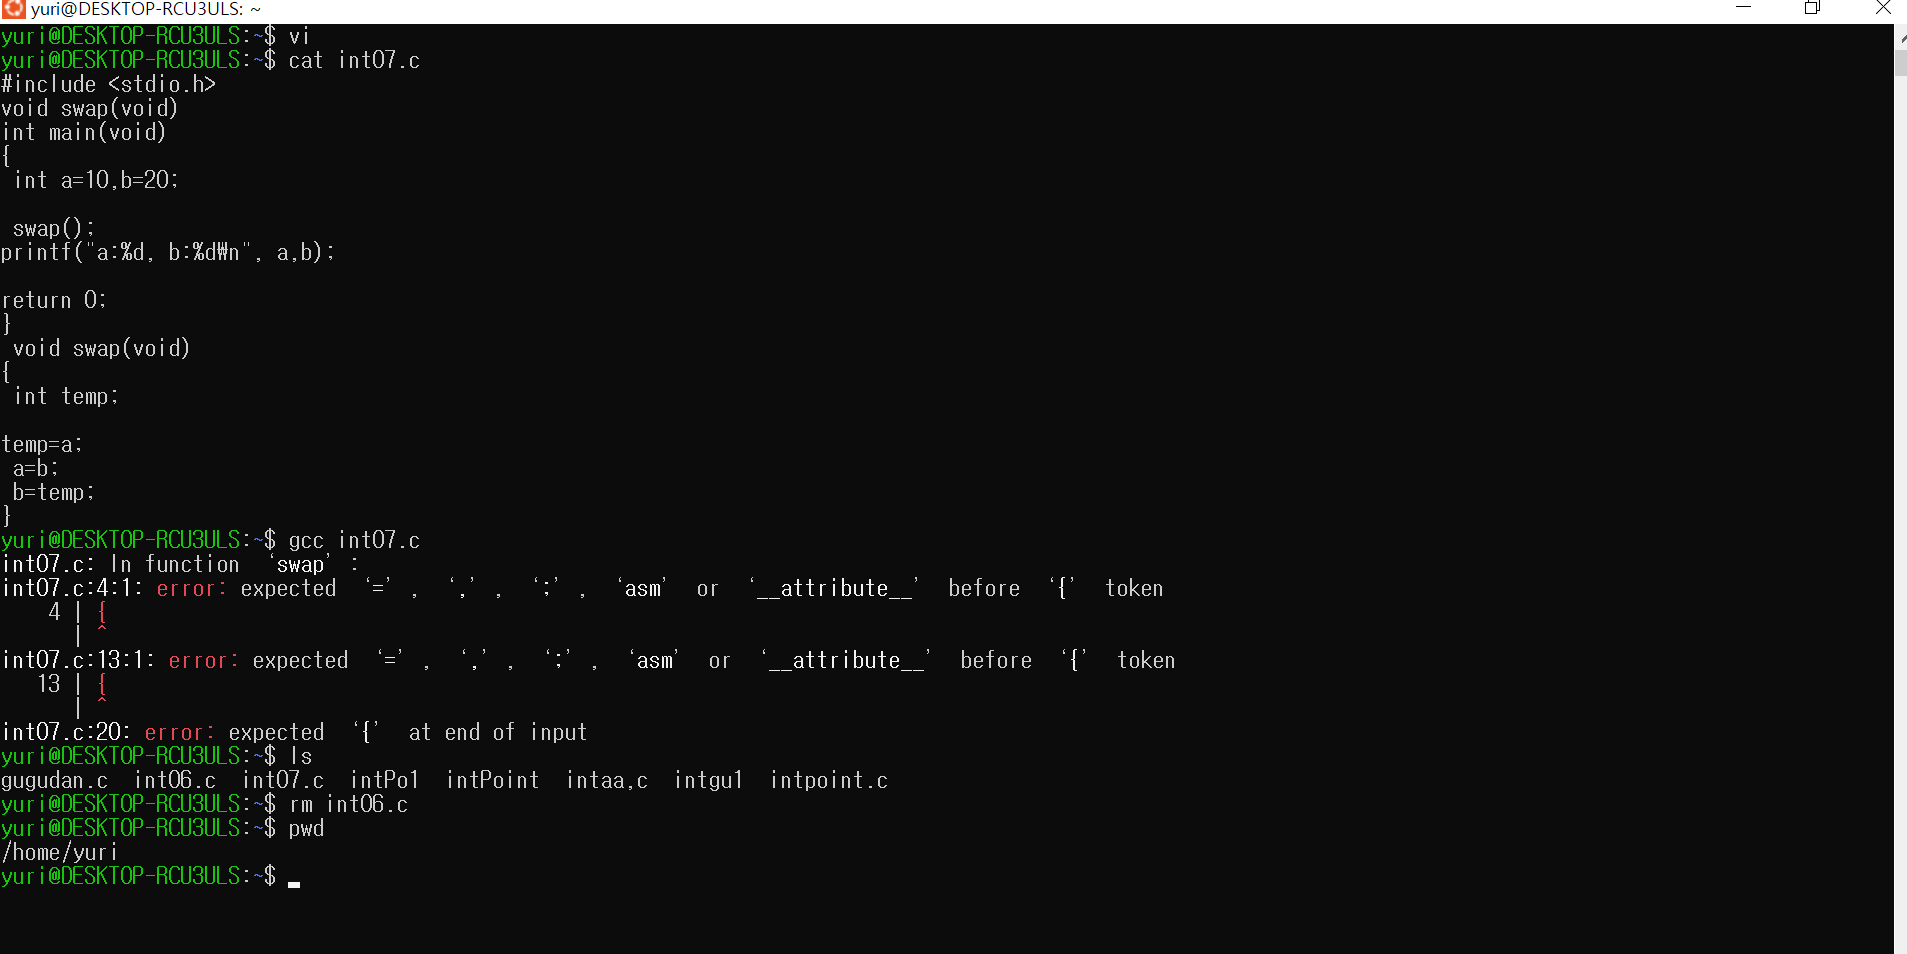 yuri@DESKTOP-RCU3ULS: ~
yuri@DESKTOP-RCU3ULS:~$ vi
yuri@DESKTOP-RCU3ULS:~$ cat int07.c
#include <stdio.h>
void swap(void)
int main(void)
{
 int a=10,b=20;
 swap();
printf("a:%d, b:%d₩n", a,b);
return 0;
}
 void swap(void)
{
 int temp;
temp=a;
 a=b;
 b=temp;
}
yuri@DESKTOP-RCU3ULS:~$ gcc int07.c
int07.c: In function ‘swap’ :
int07.c:4:1: error: expected ‘=’ , ‘,’ , ‘;’ , ‘asm’ or ‘__attribute__’ before ‘{’ token
    4 | {
      | ^
int07.c:13:1: error: expected ‘=’ , ‘,’ , ‘;’ , ‘asm’ or ‘__attribute__’ before ‘{’ token
   13 | {
      | ^
int07.c:20: error: expected ‘{’ at end of input
yuri@DESKTOP-RCU3ULS:~$ ls
gugudan.c  int06.c  int07.c  intPo1  intPoint  intaa,c  intgu1  intpoint.c
yuri@DESKTOP-RCU3ULS:~$ rm int06.c
yuri@DESKTOP-RCU3ULS:~$ pwd
/home/yuri
yuri@DESKTOP-RCU3ULS:~$